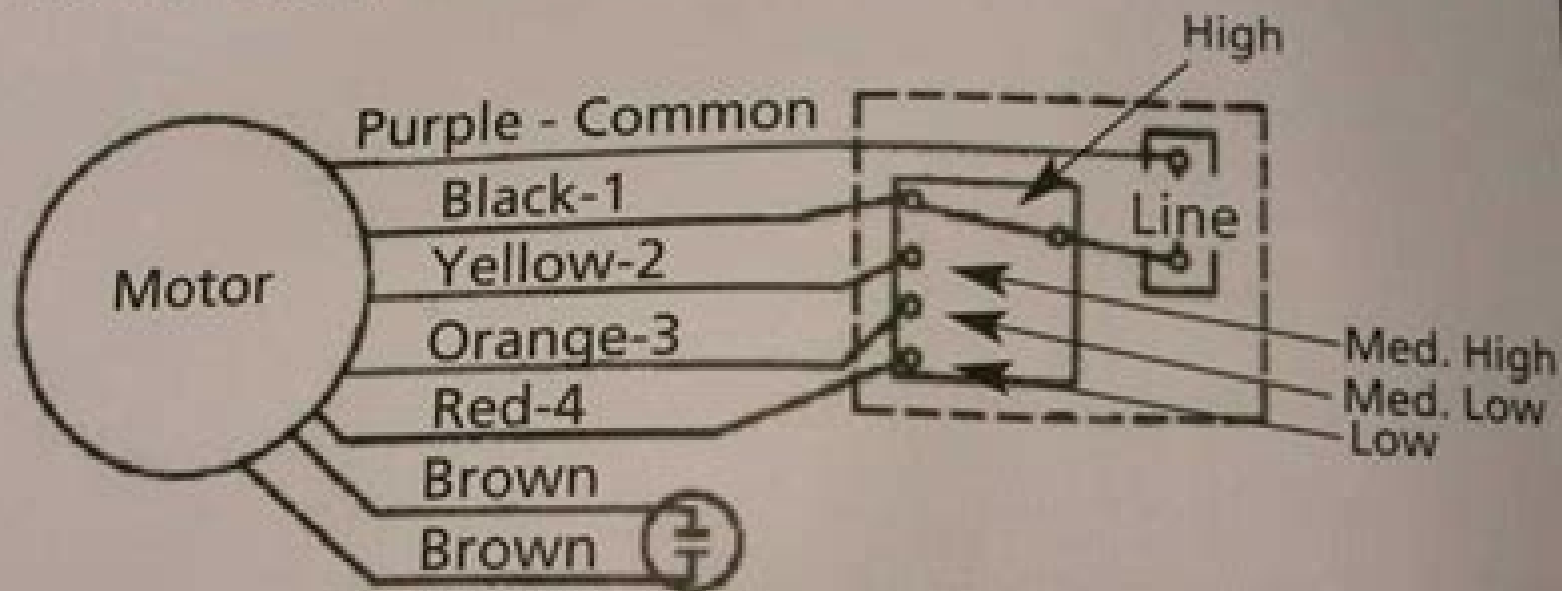 High
Purple - Common
Black-1
Line
Yellow-2
Motor
Orange-3
Med. High
Red-4
Med. Low
Low
Brown
Brown